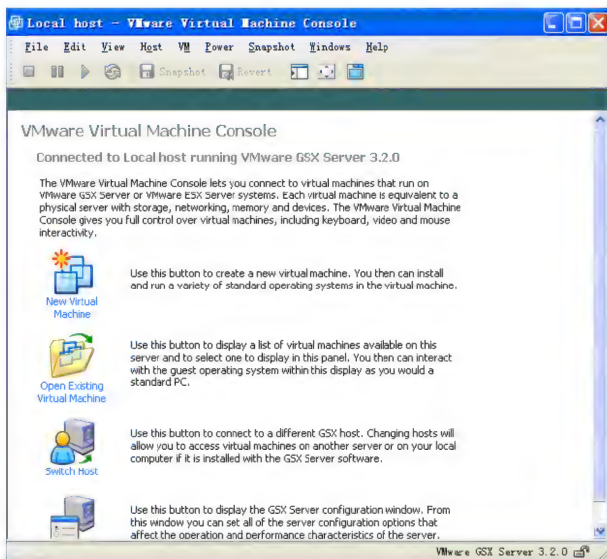 Local host - VMware Virtual Machine Console
File Edit View Host VM Power Snapshot Windows Help
Snapshot Revert
VMware Virtual Machine Console
Connected to Local host running VMware GSX Server 3.2.0
The VMware Virtual Machine Console lets you connect to virtual machines that run on
VMware GSX Server or VMware ESX Server systems. Each virtual machine is equivalent to a
physical server with storage, networking, memory and devices. The VMware Virtual Machine
Console gives you full control over virtual machines, including keyboard, video and mouse
interactivity.
New Virtual
Machine
Use this button to create a new virtual machine. You then can install
and run a variety of standard operating systems in the virtual machine.
Open Existing
Virtual Machine
Use this button to display a list of virtual machines available on this
server and to select one to display in this panel. You then can interact
with the guest operating system within this display as you would a
standard PC.
Switch Host
Use this button to connect to a different GSX host. Changing hosts will
allow you to access virtual machines on another server or on your local
computer if it is installed with the GSX Server software.
Use this button to display the GSX Server configuration window. From
this window you can set all of the server configuration options that
affect the operation and performance characteristics of the server.
VMware GSX Server 3.2.0